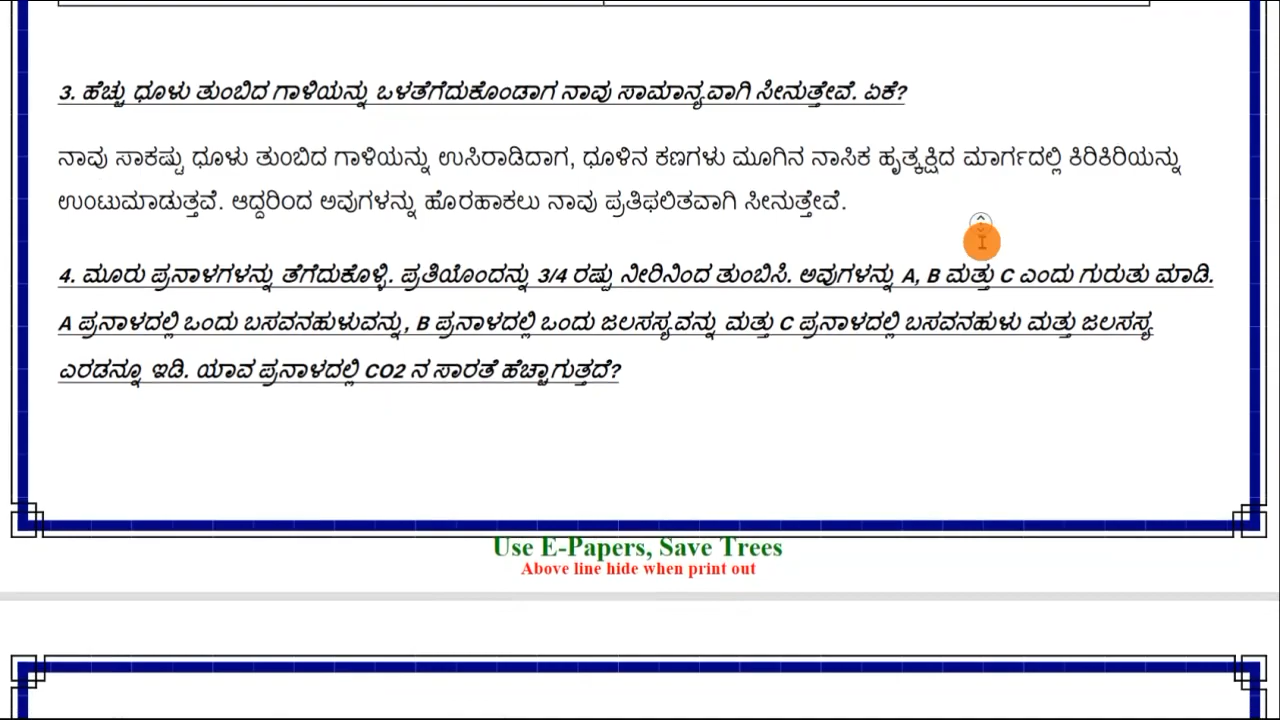 3. ಹೆಚ್ಚು ಧೂಳು ತುಂಬಿದ ಗಾಳಿಯನ್ನು ಒಳತೆಗೆದುಕೊಂಡಾಗ ನಾವು ಸಾಮಾನ್ಯವಾಗಿ ಸೀನುತ್ತೇವೆ. ಏಕೆ?
ನಾವು ಸಾಕಷ್ಟು ಧೂಳು ತುಂಬಿದ ಗಾಳಿಯನ್ನು ಉಸಿರಾಡಿದಾಗ, ಧೂಳಿನ ಕಣಗಳು ಮೂಗಿನ ನಾಸಿಕ ಹೃತ್ಕಕ್ಷಿದ ಮಾರ್ಗದಲ್ಲಿ ಕಿರಿಕಿರಿಯನ್ನು
ಉಂಟುಮಾಡುತ್ತವೆ. ಆದ್ದರಿಂದ ಅವುಗಳನ್ನು ಹೊರಹಾಕಲು ನಾವು ಪ್ರತಿಫಲಿತವಾಗಿ ಸೀನುತ್ತೇವೆ.
4. ಮೂರು ಪ್ರನಾಳಗಳನ್ನು ತೆಗೆದುಕೊಳ್ಳಿ. ಪ್ರತಿಯೊಂದನ್ನು 3/4 ರಷ್ಟು ನೀರಿನಿಂದ ತುಂಬಿಸಿ. ಅವುಗಳನ್ನು A, B ಮತ್ತು C ಎಂದು ಗುರುತು ಮಾಡಿ.
A ಪ್ರನಾಳದಲ್ಲಿ ಒಂದು ಬಸವನಹುಳುವನ್ನು, B ಪ್ರನಾಳದಲ್ಲಿ ಒಂದು ಜಲಸಸ್ಯವನ್ನು ಮತ್ತು C ಪ್ರನಾಳದಲ್ಲಿ ಬಸವನಹುಳು ಮತ್ತು ಜಲಸಸ್ಯ
ಎರಡನ್ನೂ ಇಡಿ. ಯಾವ ಪ್ರನಾಳದಲ್ಲಿ CO2 ನ ಸಾರತೆ ಹೆಚ್ಚಾಗುತ್ತದೆ?
Use E-Papers, Save Trees
Above line hide when print out